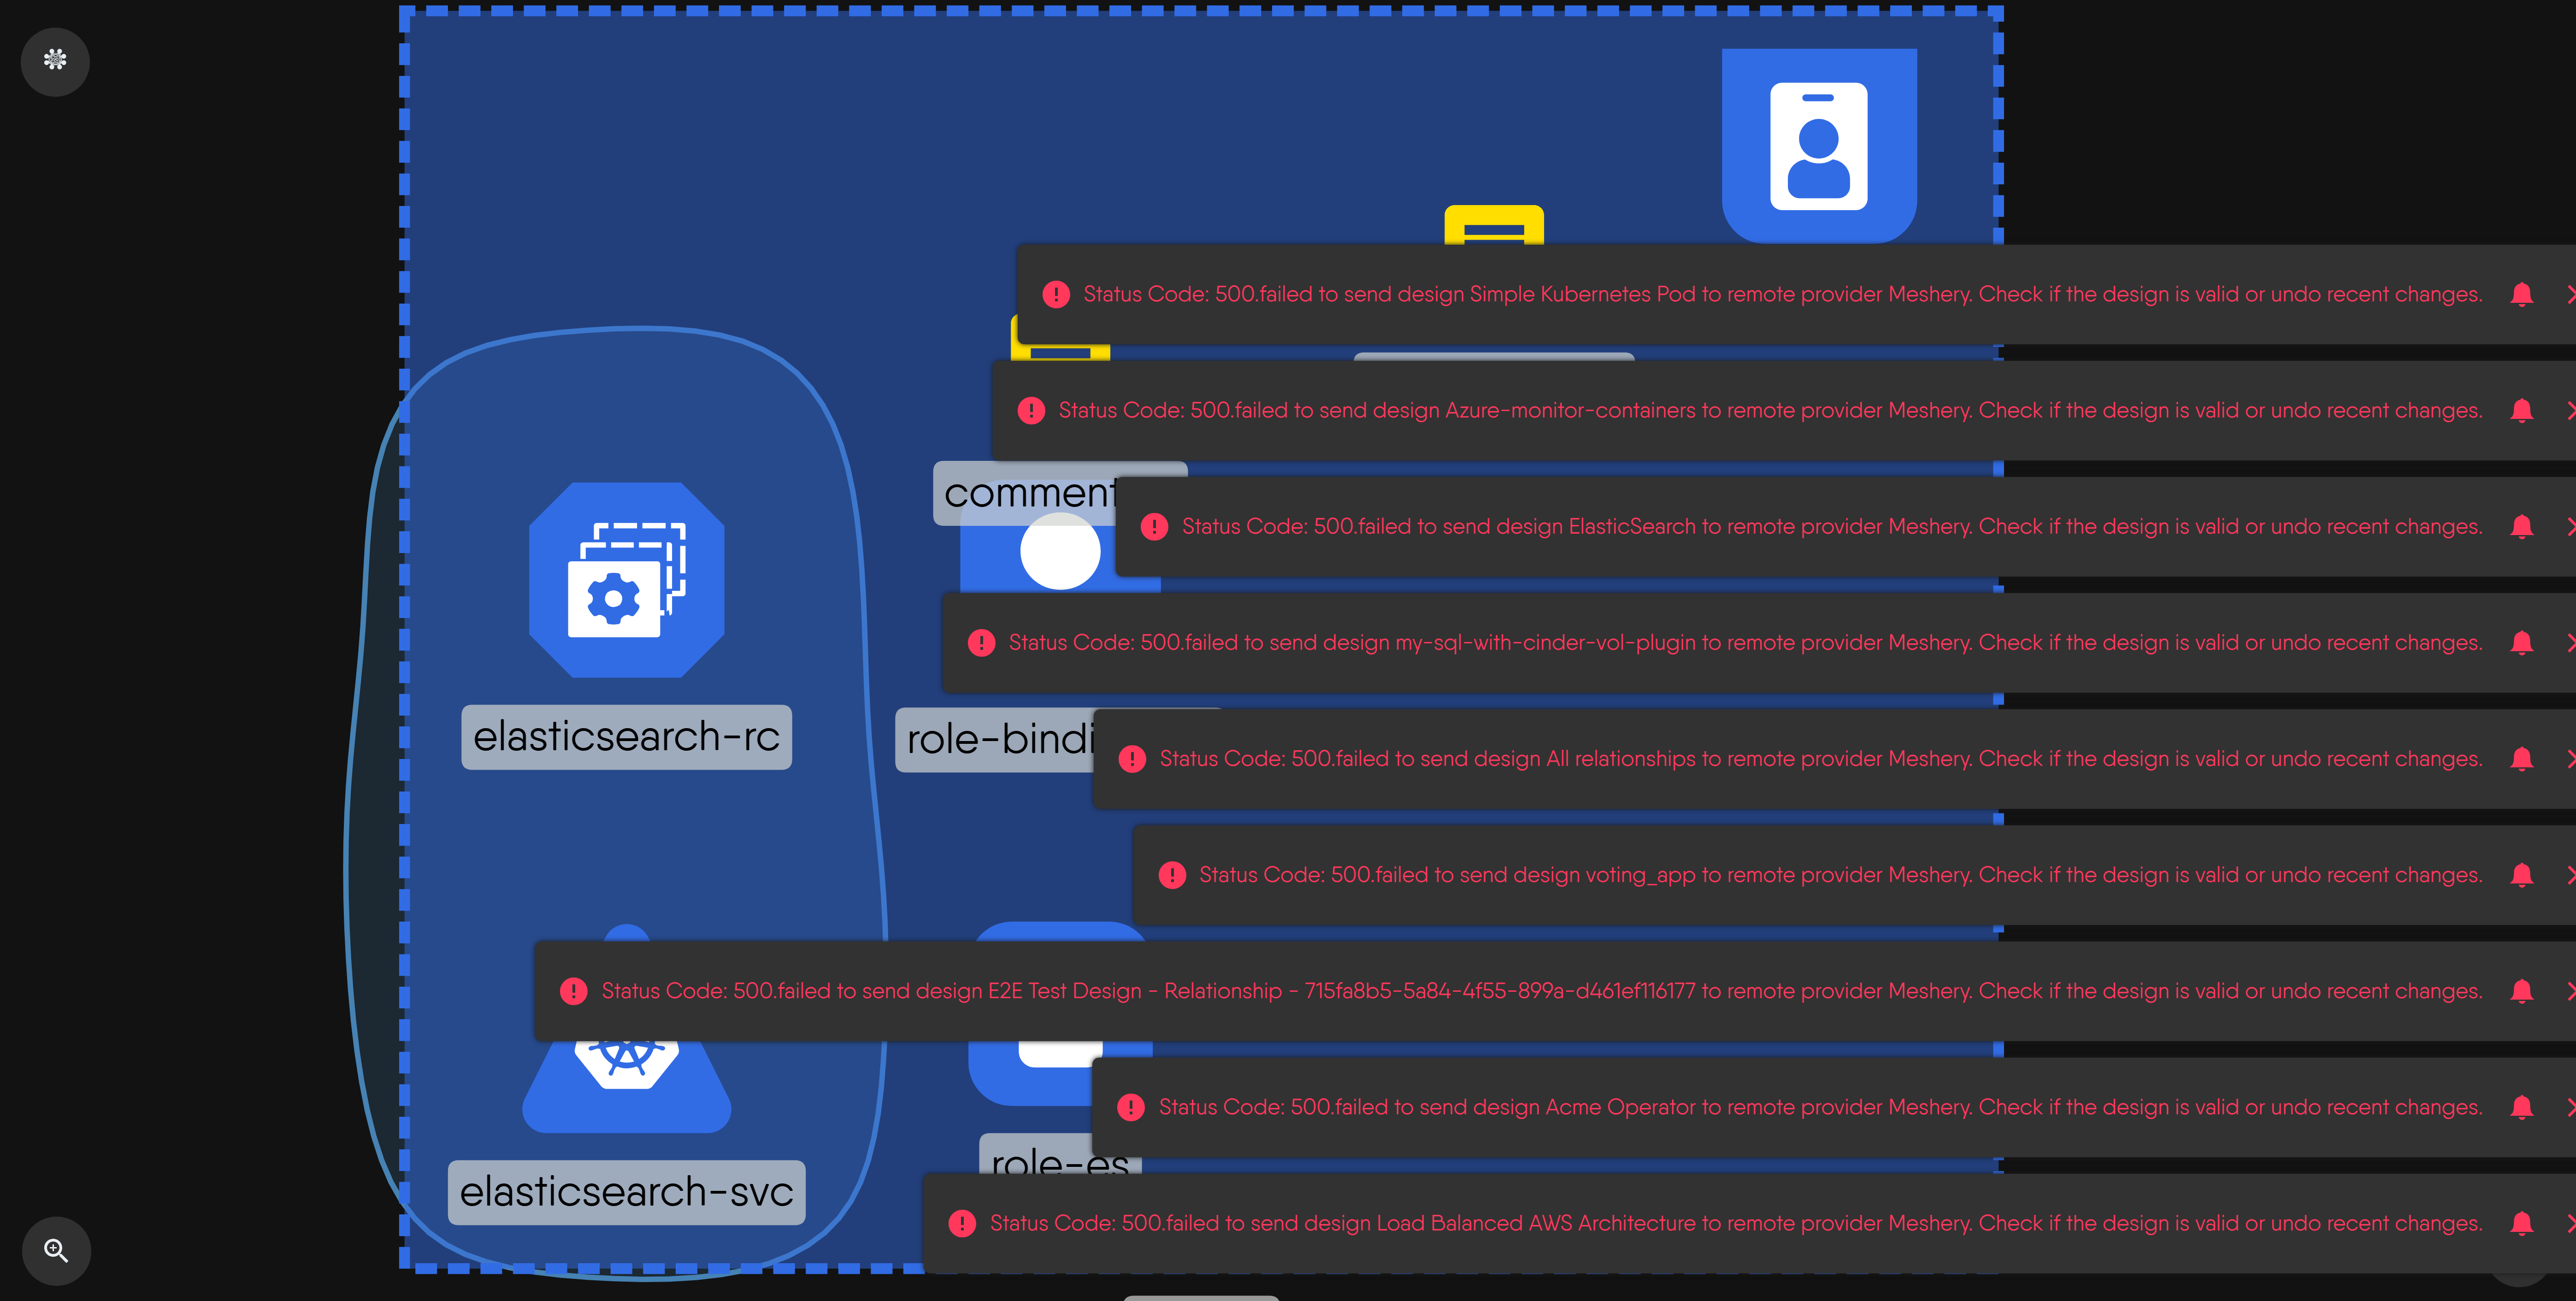 Status Code: 500.failed to send design Simple Kubernetes Pod to remote provider Meshery. Check if the design is valid or undo recent changes.
Status Code: 500.failed to send design Azure-monitor-containers to remote provider Meshery. Check if the design is valid or undo recent changes.
comment
Status Code: 500.failed to send design ElasticSearch to remote provider Meshery. Check if the design is valid or undo recent changes.
Status Code: 500.failed to send design my-sql-with-cinder-vol-plugin to remote provider Meshery. Check if the design is valid or undo recent changes.
elasticsearch-rc
role-bindi
Status Code: 500.failed to send design All relationships to remote provider Meshery. Check if the design is valid or undo recent changes.
Status Code: 500.failed to send design voting_app to remote provider Meshery. Check if the design is valid or undo recent changes.
Status Code: 500.failed to send design E2E Test Design - Relationship - 715fa8b5-5a84-4f55-899a-d461ef116177 to remote provider Meshery. Check if the design is valid or undo recent changes.
Status Code: 500.failed to send design Acme Operator to remote provider Meshery. Check if the design is valid or undo recent changes.
role-es
elasticsearch-svc
Status Code: 500.failed to send design Load Balanced AWS Architecture to remote provider Meshery. Check if the design is valid or undo recent changes.